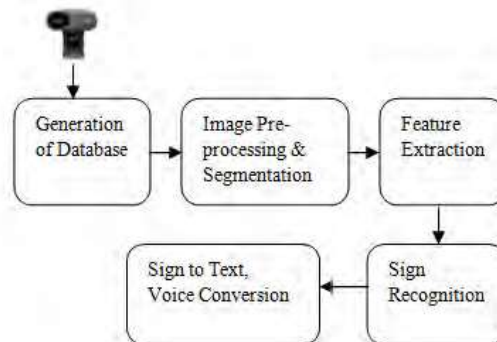 Generation
of Database
Image Pre-
processing &
Segmentation
Feature
Extraction
Sign
Recognition
Sign to Text,
Voice Conversion